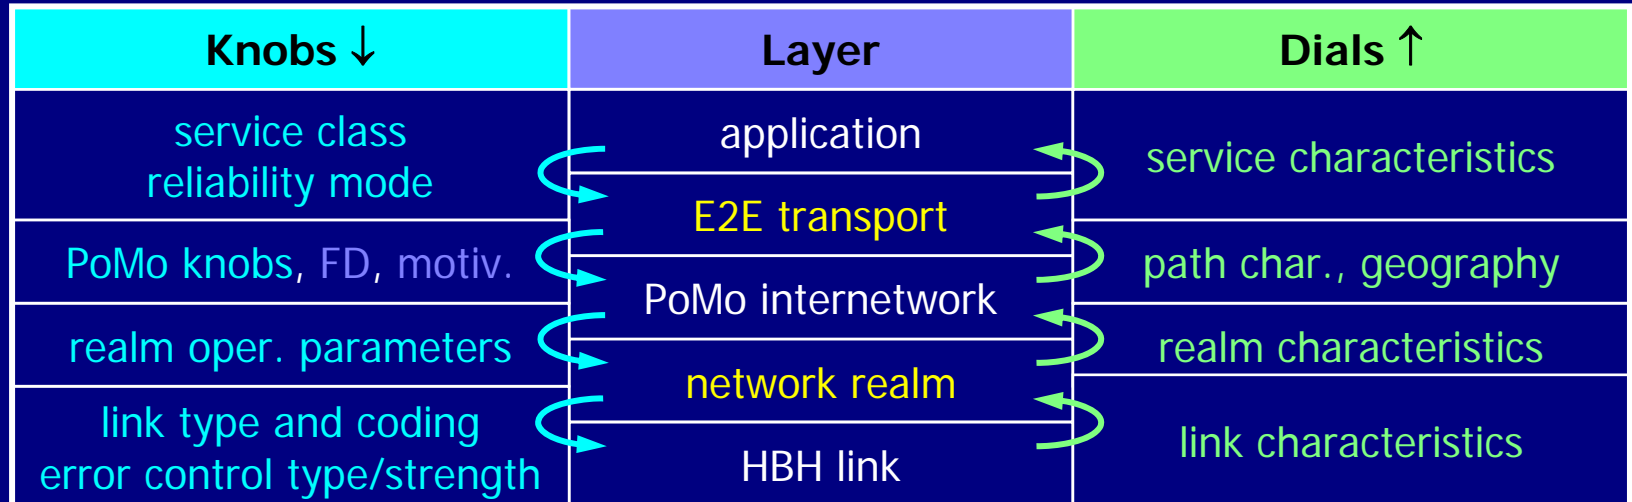 Knobs ↓
Layer
Dials ↑
service class
reliability mode
application
service characteristics
E2E transport
PoMo knobs, FD, motiv.
path char., geography
PoMo internetwork
realm oper. parameters
realm characteristics
network realm
link type and coding
error control type/strength
link characteristics
HBH link